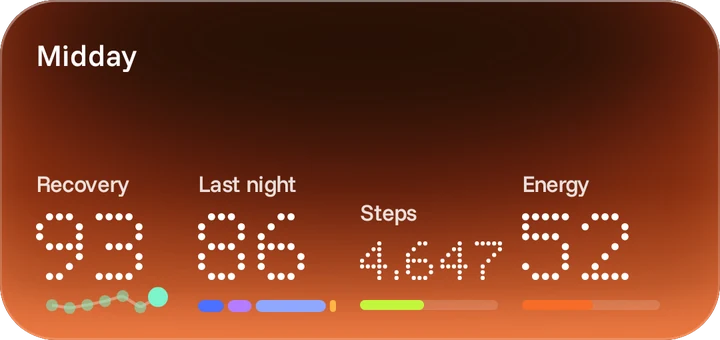 Midday
Recovery
93
Last night
86
Steps
4,647
Energy
52